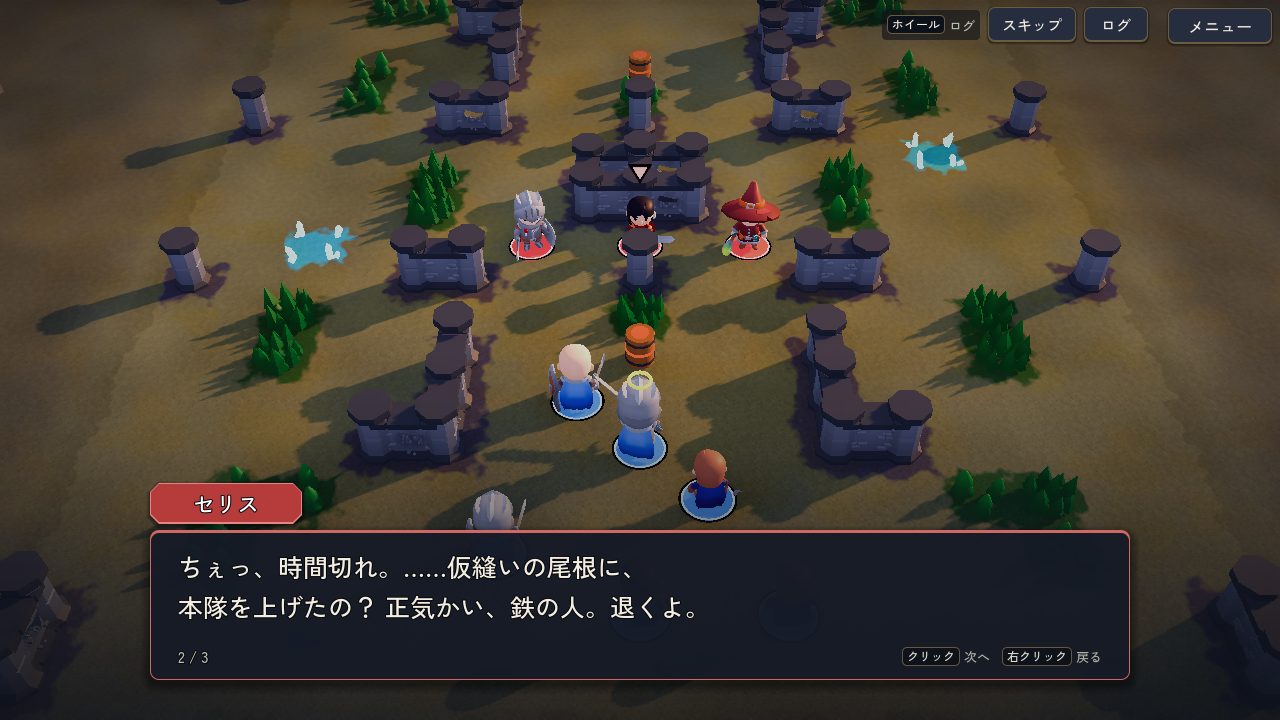 ホイール ログ
スキップ
ログ
メニュー
セリス
ちぇっ、時間切れ。……仮縫いの尾根に、
本隊を上げたの？ 正気かい、鉄の人。退くよ。
2 / 3
クリック 次へ 右クリック 戻る